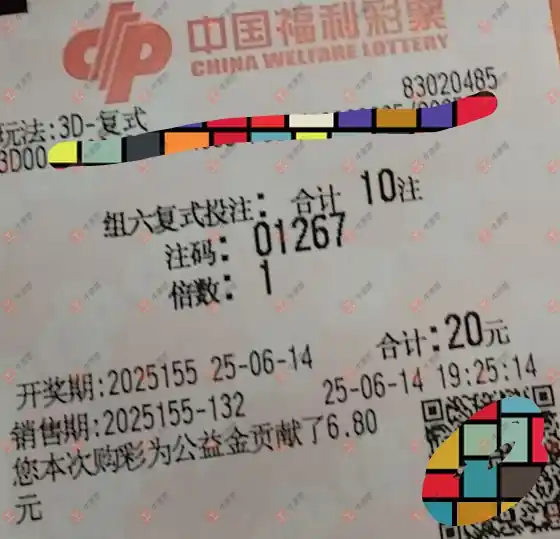 中国福利彩票
CHINA WELFARE LOTTERY
83020485
玩法:3D-复式
3D00
组六复式投注: 合计 10注
注码: 01267
倍数: 1
合计:20元
开奖期:2025155 25-06-14
销售期:2025155-132 25-06-14 19:25:14
您本次购彩为公益金贡献了6.80
元